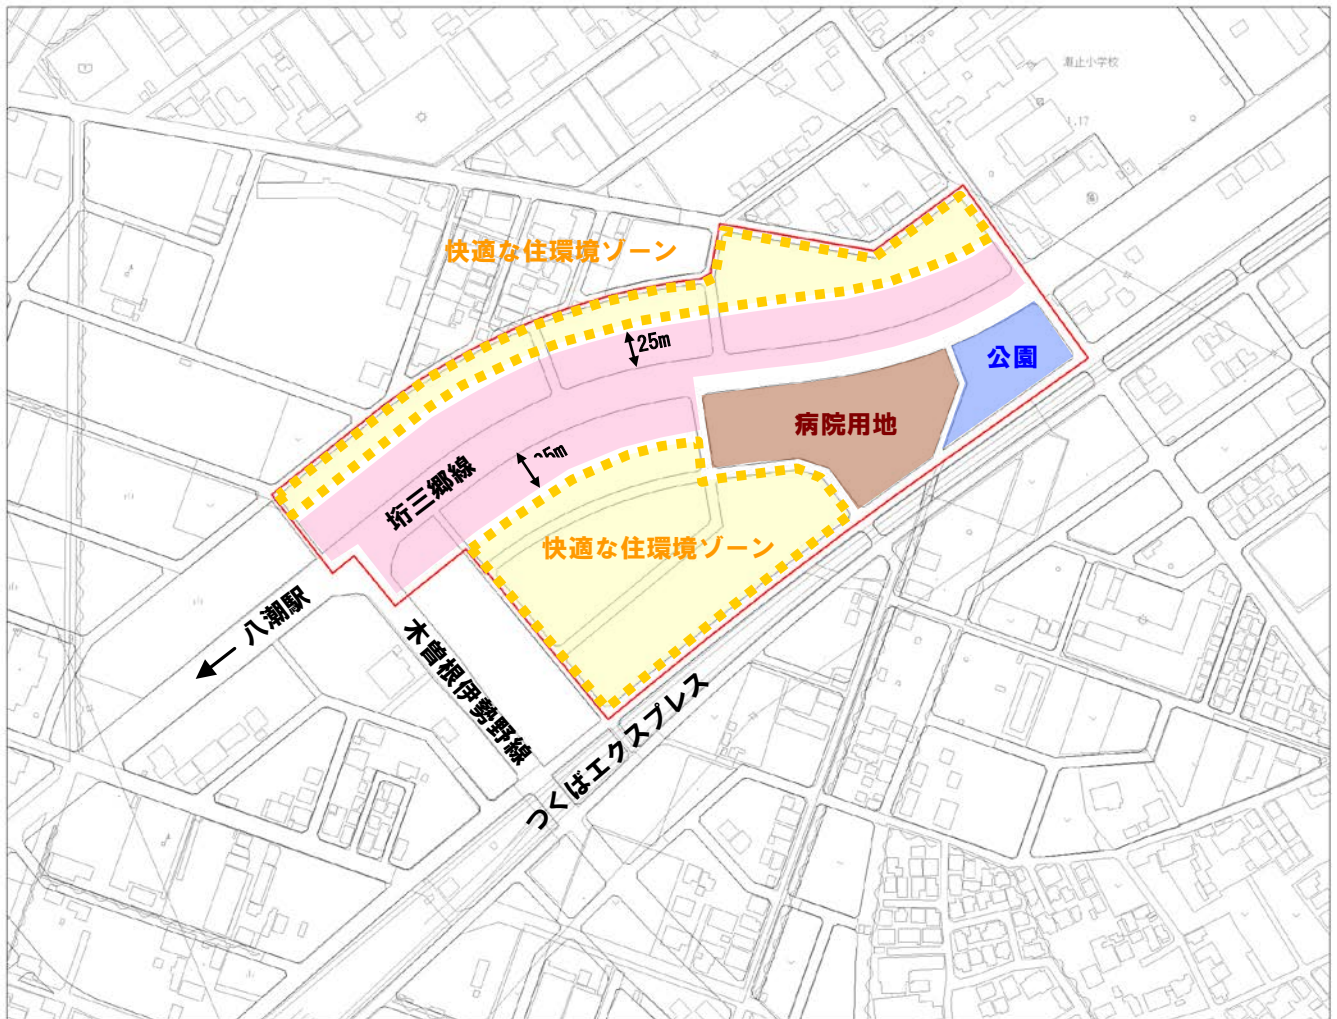 潮止小学校
1.17
快適な住環境ゾーン
25m
公園
病院用地
垳三郷線
快適な住環境ゾーン
八潮駅
木曽根伊勢野線
つくばエクスプレス